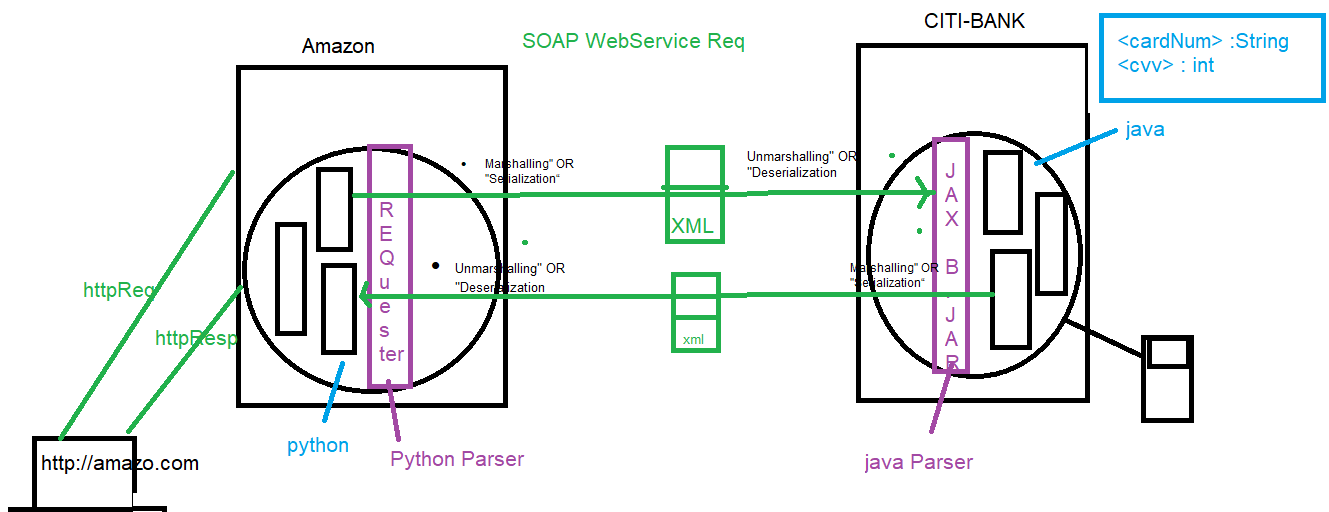 Amazon
SOAP WebService Req
CITI-BANK
<cardNum> :String
<cvv> : int
java
• Marshalling" OR
"Serialization“
Unmarshalling" OR
"Deserialization
XML
R
E
Q
u
e
s
ter
J
A
X
B
.
J
A
R
• Unmarshalling" OR
"Deserialization
Marshalling" OR
"Serialization“
xml
httpReq
httpResp
http://amazo.com
python
Python Parser
java Parser